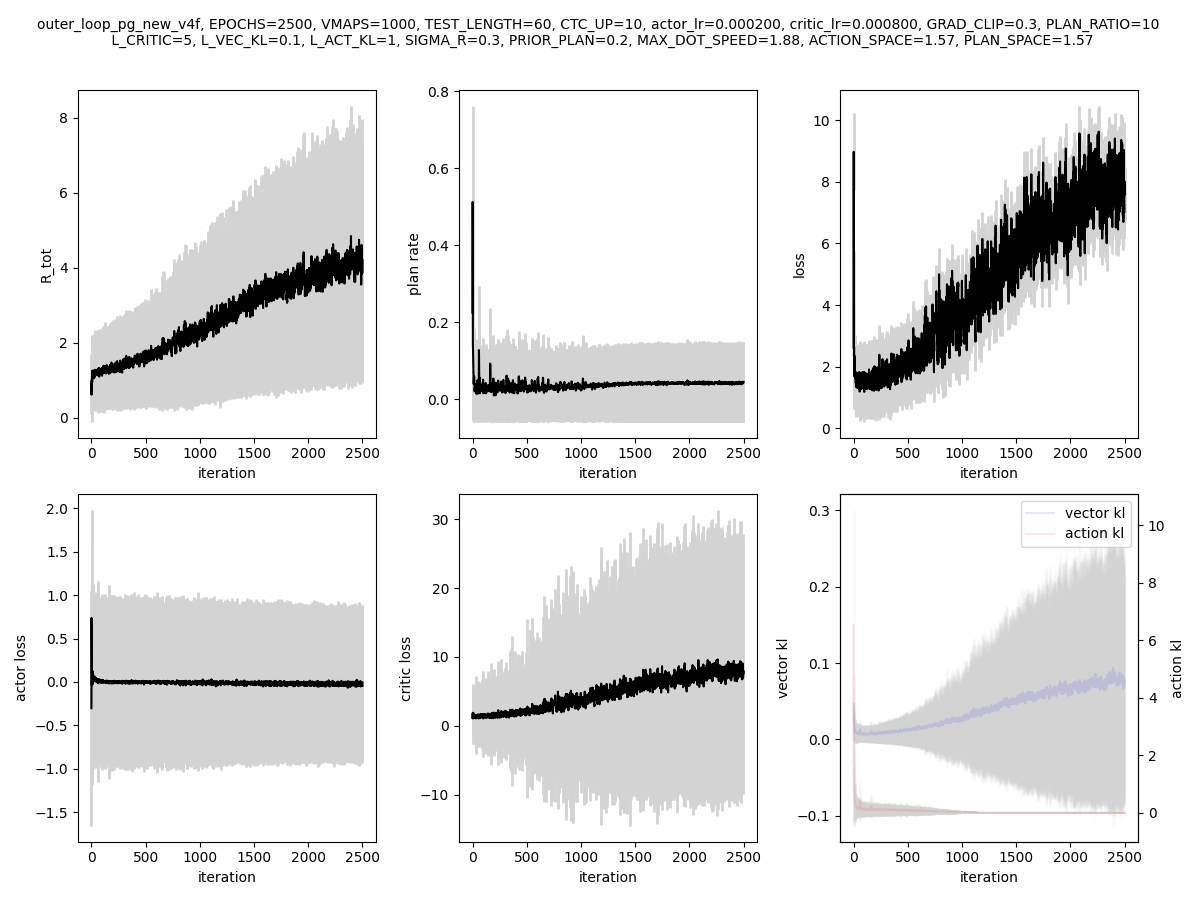 outer_loop_pg_new_v4f, EPOCHS=2500, VMAPS=1000, TEST_LENGTH=60, CTC_UP=10, actor_lr=0.000200, critic_lr=0.000800, GRAD_CLIP=0.3, PLAN_RATIO=10
L_CRITIC=5, L_VEC_KL=0.1, L_ACT_KL=1, SIGMA_R=0.3, PRIOR_PLAN=0.2, MAX_DOT_SPEED=1.88, ACTION_SPACE=1.57, PLAN_SPACE=1.57
R_tot
8
6
4
2
0
0 500 1000 1500 2000 2500
iteration
plan rate
0.8
0.6
0.4
0.2
0.0
0 500 1000 1500 2000 2500
iteration
loss
10
8
6
4
2
0
0 500 1000 1500 2000 2500
iteration
actor loss
2.0
1.5
1.0
0.5
0.0
−0.5
−1.0
−1.5
0 500 1000 1500 2000 2500
iteration
critic loss
30
20
10
0
−10
0 500 1000 1500 2000 2500
iteration
vector kl
0.3
0.2
0.1
0.0
−0.1
vector kl
action kl
10
8
6
4
2
0
action kl
0 500 1000 1500 2000 2500
iteration